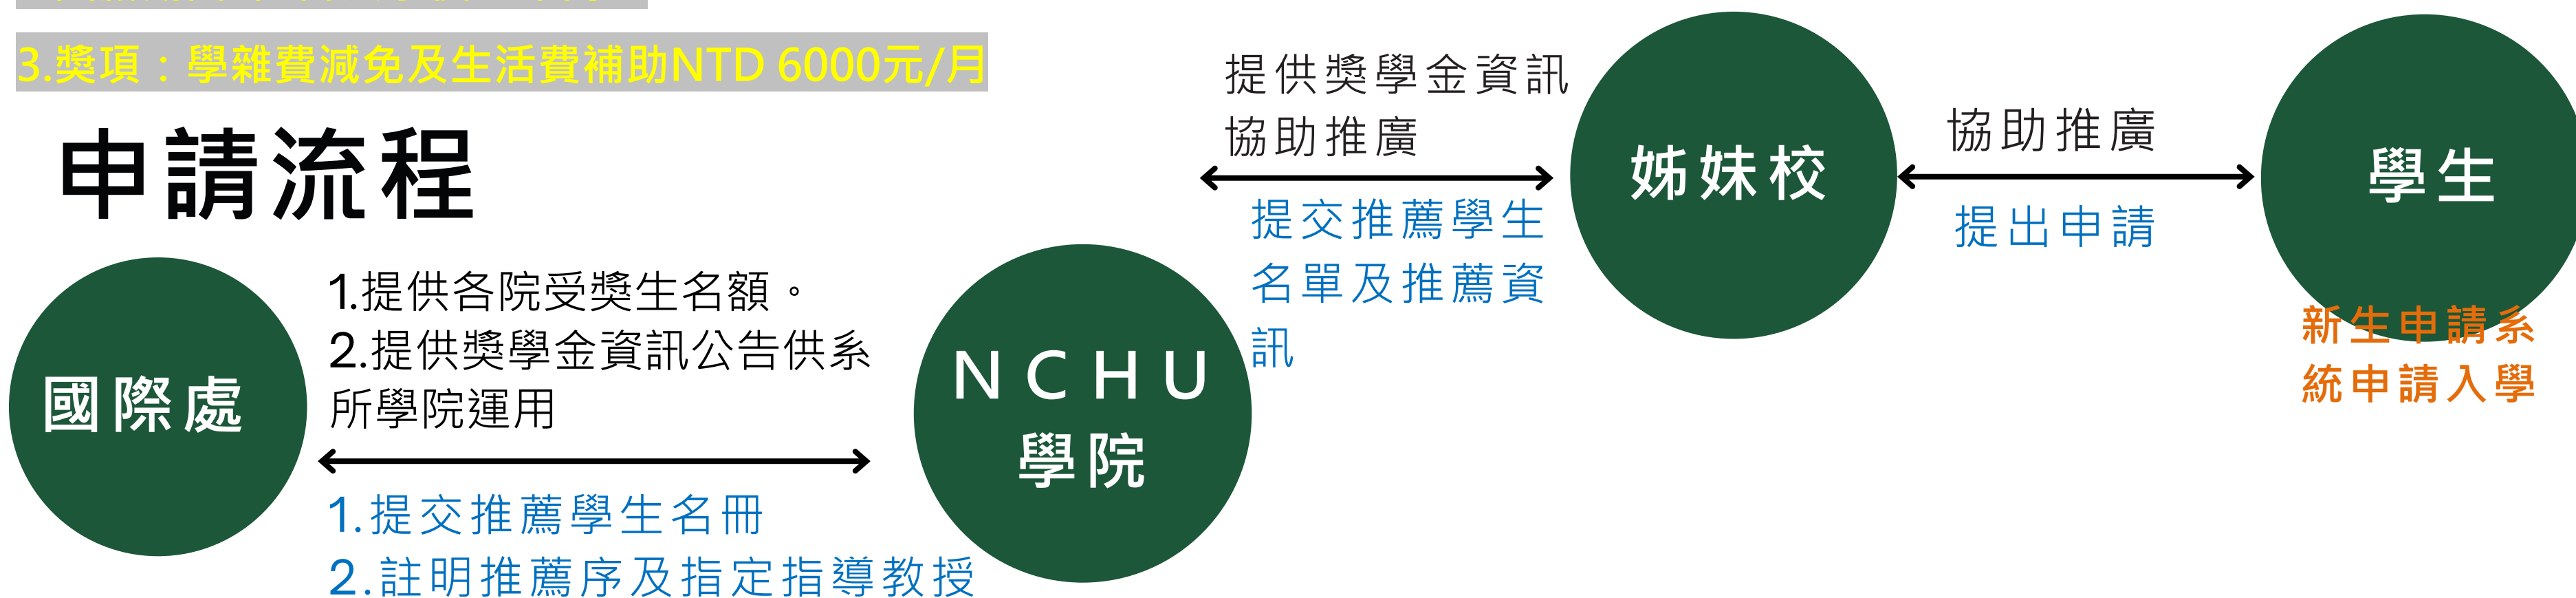 3.獎項：學雜費減免及生活費補助NTD 6000元/月
申請流程
國際處
1.提供各院受獎生名額。
2.提供獎學金資訊公告供系
所學院運用
1.提交推薦學生名冊
2.註明推薦序及指定指導教授
NCHU
學院
提供獎學金資訊
協助推廣
提交推薦學生
名單及推薦資
訊
姊妹校
協助推廣
提出申請
學生
新生申請系
統申請入學